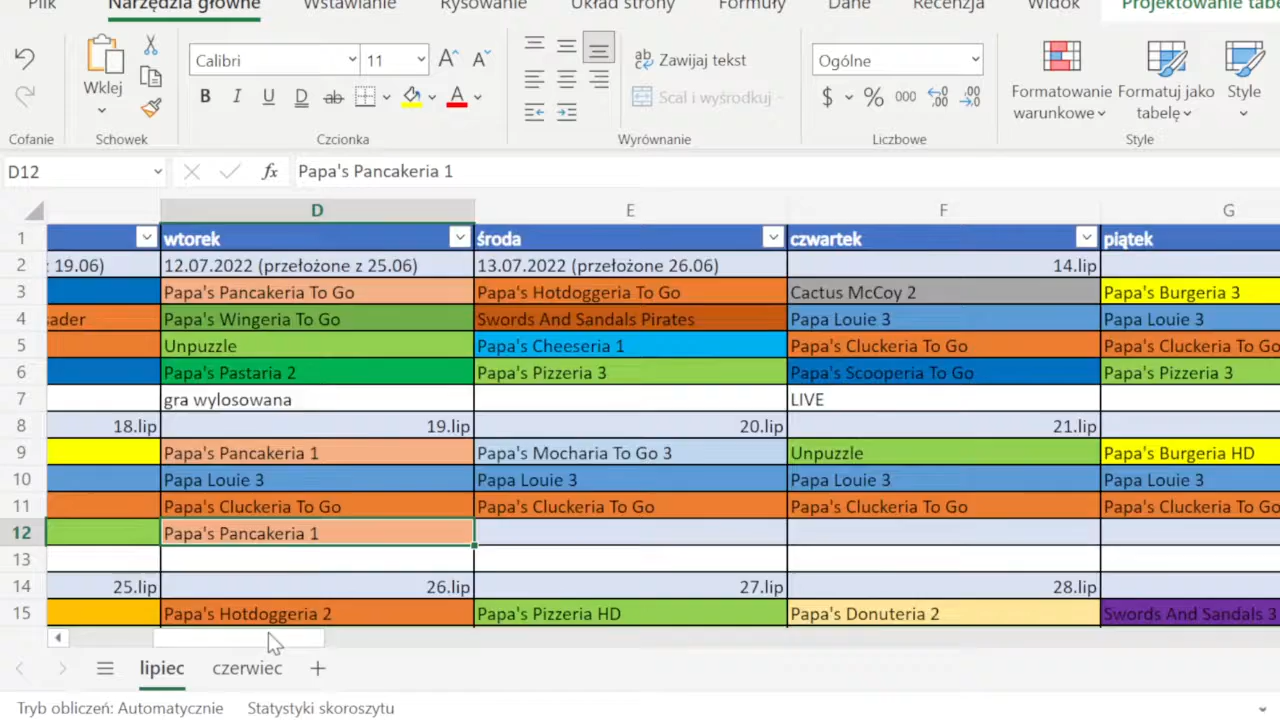 Plik Narzędzia główne Wstawianie Rysowanie Układ strony Formuły Dane Recenzja Widok Projektowanie tabe
Wklej Calibri 11 Zawijaj tekst Ogólne
B I U D ab A Scal i wyśrodkuj $ % 000 Formatowanie warunkowe Formatuj jako tabelę Style
Cofanie Schowek Czcionka Wyrównanie Liczbowe Style
D12 fx Papa's Pancakeria 1
D E F G
1 wtorek środa czwartek piątek
2 19.06) 12.07.2022 (przełożone z 25.06) 13.07.2022 (przełożone 26.06) 14.lip
3 Papa's Pancakeria To Go Papa's Hotdoggeria To Go Cactus McCoy 2 Papa's Burgeria 3
4 sader Papa's Wingeria To Go Swords And Sandals Pirates Papa Louie 3 Papa Louie 3
5 Unpuzzle Papa's Cheeseria 1 Papa's Cluckeria To Go Papa's Cluckeria To Go
6 Papa's Pastaria 2 Papa's Pizzeria 3 Papa's Scooperia To Go Papa's Pizzeria 3
7 gra wylosowana LIVE
8 18.lip 19.lip 20.lip 21.lip
9 Papa's Pancakeria 1 Papa's Mocharia To Go 3 Unpuzzle Papa's Burgeria HD
10 Papa Louie 3 Papa Louie 3 Papa Louie 3 Papa Louie 3
11 Papa's Cluckeria To Go Papa's Cluckeria To Go Papa's Cluckeria To Go Papa's Cluckeria To Go
12 Papa's Pancakeria 1
13
14 25.lip 26.lip 27.lip 28.lip
15 Papa's Hotdoggeria 2 Papa's Pizzeria HD Papa's Donuteria 2 Swords And Sandals 3
lipiec czerwiec
Tryb obliczeń: Automatycznie Statystyki skoroszytu